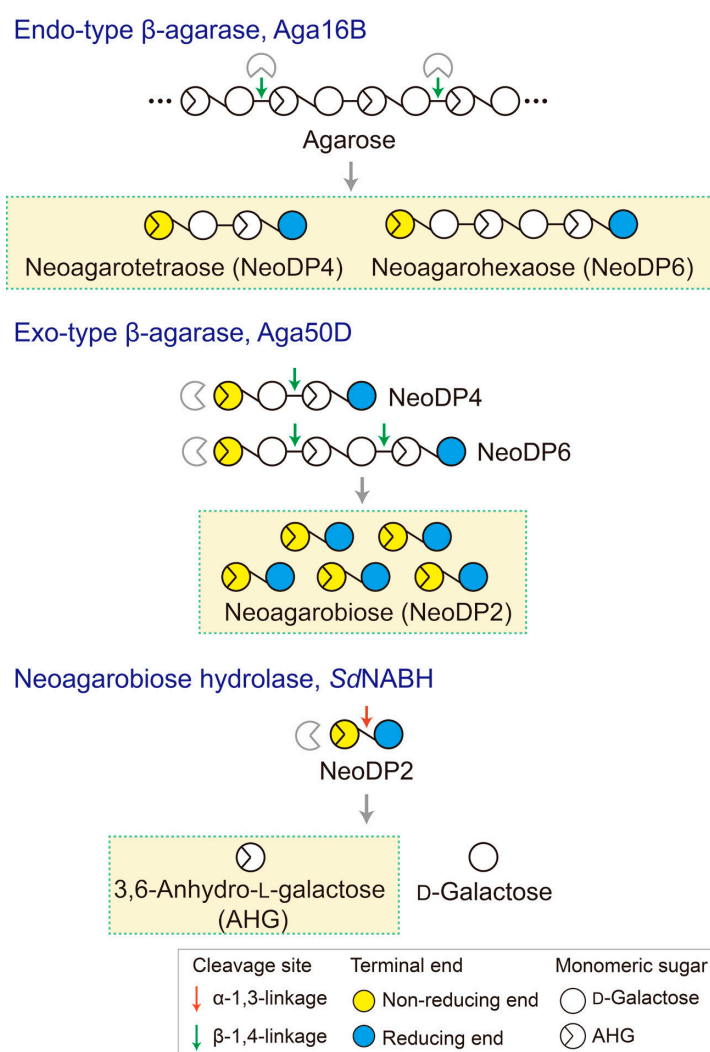 Endo-type β-agarase, Aga16B
Agarose
Neoagarotetraose (NeoDP4)
Neoagarohexaose (NeoDP6)
Exo-type β-agarase, Aga50D
NeoDP4
NeoDP6
Neoagarobiose (NeoDP2)
Neoagarobiose hydrolase, SdNABH
NeoDP2
3,6-Anhydro-L-galactose
(AHG)
D-Galactose
Cleavage site
α-1,3-linkage
β-1,4-linkage
Terminal end
Non-reducing end
Reducing end
Monomeric sugar
D-Galactose
AHG